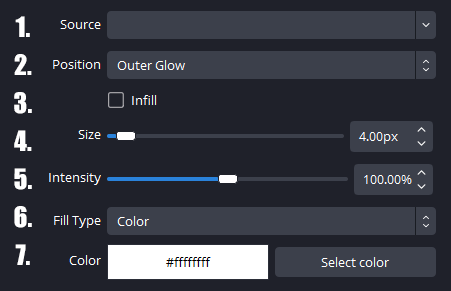 1. Source
2. Position Outer Glow
3. Infill
4. Size 4.00px
5. Intensity 100.00%
6. Fill Type Color
7. Color #ffffffff Select color